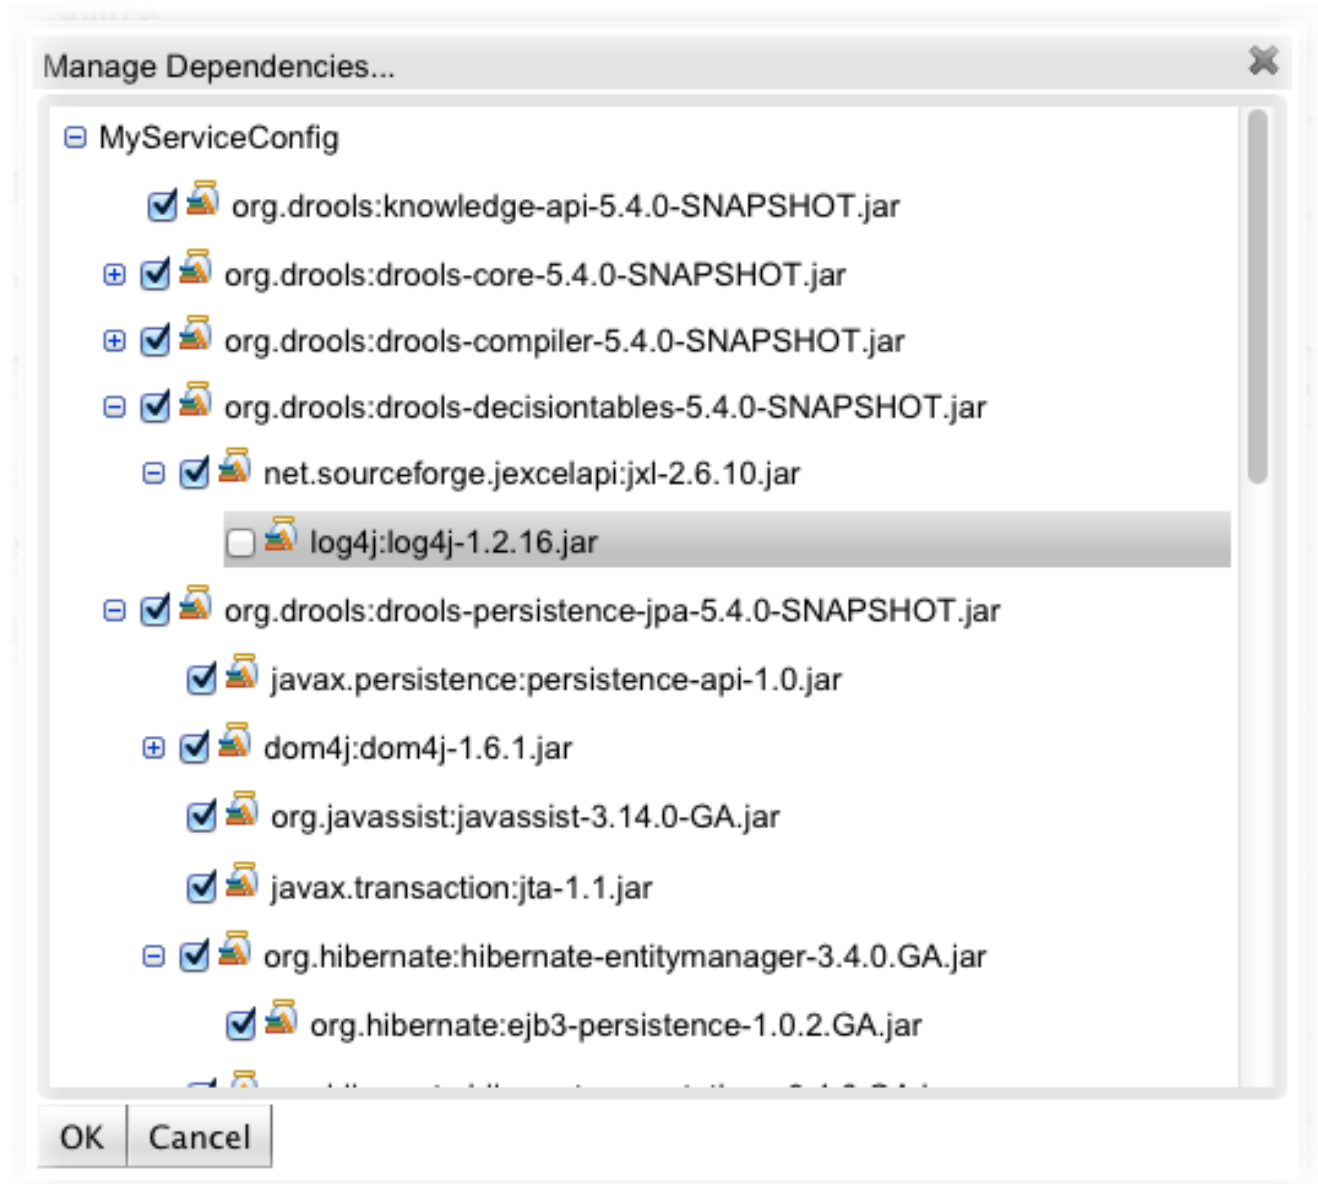 Manage Dependencies...
MyServiceConfig
org.drools:knowledge-api-5.4.0-SNAPSHOT.jar
org.drools:drools-core-5.4.0-SNAPSHOT.jar
org.drools:drools-compiler-5.4.0-SNAPSHOT.jar
org.drools:drools-decisiontables-5.4.0-SNAPSHOT.jar
net.sourceforge.jexcelapi:jxl-2.6.10.jar
log4j:log4j-1.2.16.jar
org.drools:drools-persistence-jpa-5.4.0-SNAPSHOT.jar
javax.persistence:persistence-api-1.0.jar
dom4j:dom4j-1.6.1.jar
org.javassist:javassist-3.14.0-GA.jar
javax.transaction:jta-1.1.jar
org.hibernate:hibernate-entitymanager-3.4.0.GA.jar
org.hibernate:ejb3-persistence-1.0.2.GA.jar
OK Cancel